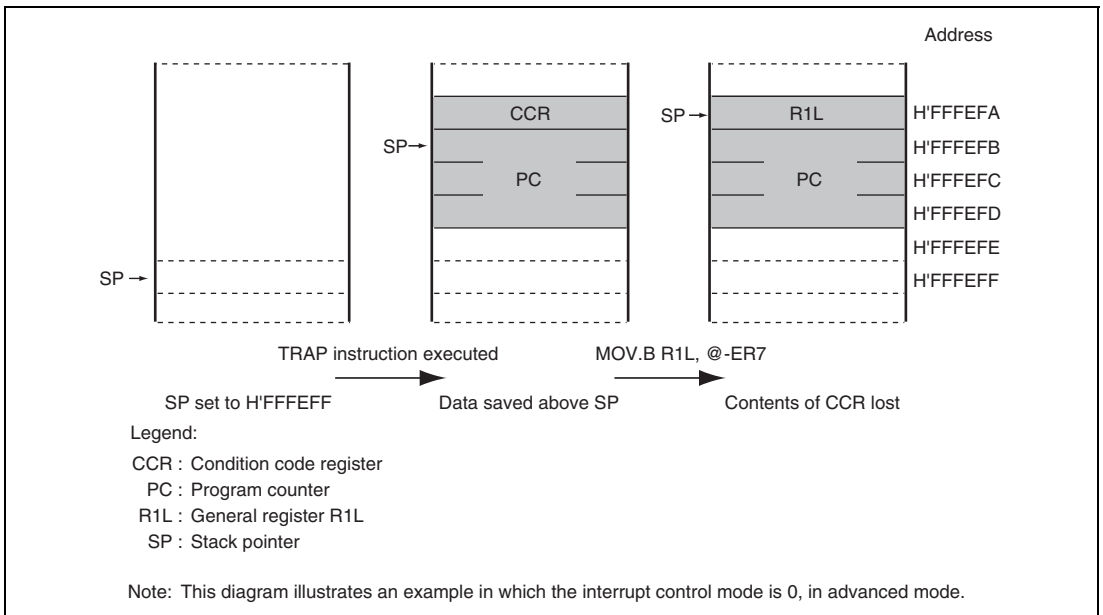 Address
CCR
SP
R1L
H'FFFEFA
SP
H'FFFEFB
PC
PC
H'FFFEFC
H'FFFEFD
H'FFFEFE
SP
H'FFFEFF
TRAP instruction executed
MOV.B R1L, @-ER7
SP set to H'FFFEFF
Data saved above SP
Contents of CCR lost
Legend:
CCR : Condition code register
PC : Program counter
R1L : General register R1L
SP : Stack pointer
Note: This diagram illustrates an example in which the interrupt control mode is 0, in advanced mode.